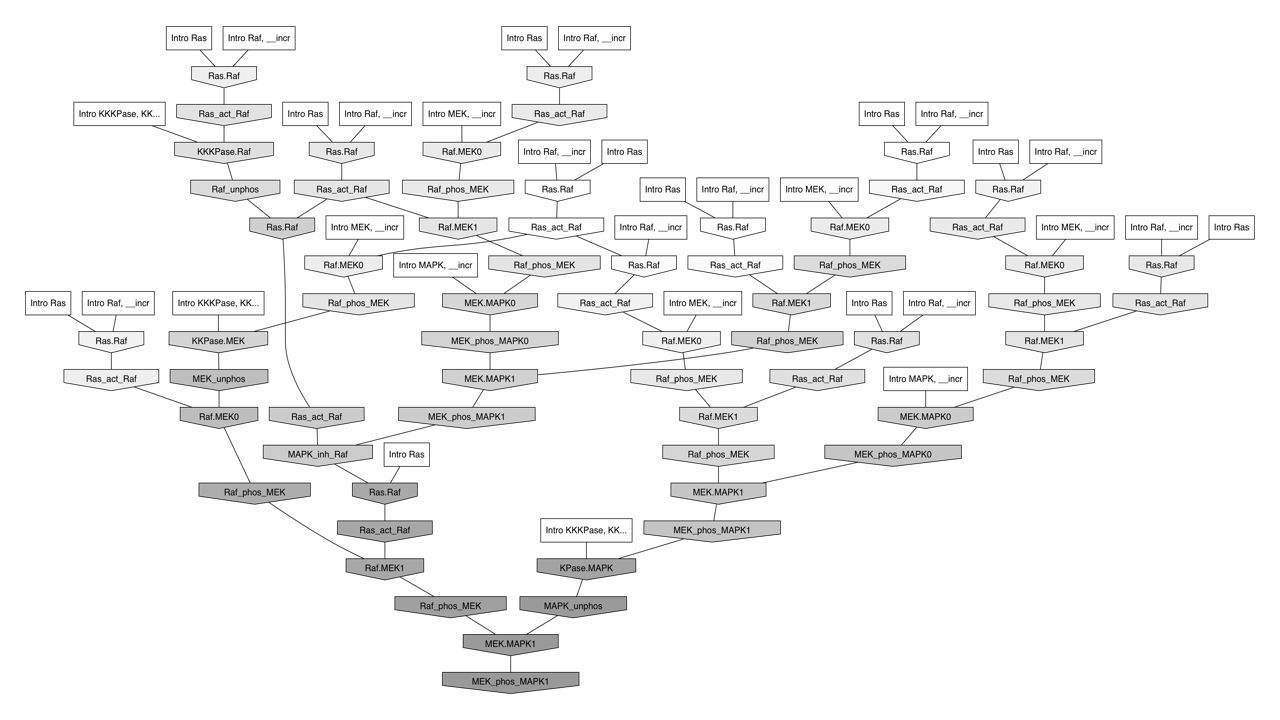 Intro Ras
Intro Raf, __incr
Intro Ras
Intro Raf, __incr
Ras.Raf
Ras.Raf
Intro KKKPase, KK...
Ras_act_Raf
Intro Ras
Intro Raf, __incr
Intro MEK, __incr
Ras_act_Raf
Intro Ras
Intro Raf, __incr
KKKPase.Raf
Ras.Raf
Raf.MEK0
Intro Raf, __incr
Intro Ras
Ras.Raf
Intro Ras
Intro Raf, __incr
Raf_unphos
Ras_act_Raf
Raf_phos_MEK
Ras.Raf
Intro Ras
Intro Raf, __incr
Intro MEK, __incr
Ras_act_Raf
Ras.Raf
Ras.Raf
Intro MEK, __incr
Raf.MEK1
Ras_act_Raf
Intro Raf, __incr
Ras.Raf
Raf.MEK0
Ras_act_Raf
Intro MEK, __incr
Intro Raf, __incr
Intro Ras
Raf.MEK0
Intro MAPK, __incr
Raf_phos_MEK
Ras.Raf
Ras_act_Raf
Raf_phos_MEK
Raf.MEK0
Ras.Raf
Intro Ras
Intro Raf, __incr
Intro KKKPase, KK...
Raf_phos_MEK
MEK.MAPK0
Ras_act_Raf
Intro MEK, __incr
Raf.MEK1
Intro Ras
Intro Raf, __incr
Raf_phos_MEK
Ras_act_Raf
Ras.Raf
KKPase.MEK
MEK_phos_MAPK0
Raf.MEK0
Raf_phos_MEK
Ras.Raf
Raf.MEK1
Ras_act_Raf
MEK_unphos
MEK.MAPK1
Raf_phos_MEK
Ras_act_Raf
Intro MAPK, __incr
Raf_phos_MEK
Raf.MEK0
Ras_act_Raf
MEK_phos_MAPK1
Raf.MEK1
MEK.MAPK0
MAPK_inh_Raf
Intro Ras
Raf_phos_MEK
MEK_phos_MAPK0
Raf_phos_MEK
Ras.Raf
MEK.MAPK1
Ras_act_Raf
Intro KKKPase, KK...
MEK_phos_MAPK1
Raf.MEK1
KPase.MAPK
Raf_phos_MEK
MAPK_unphos
MEK.MAPK1
MEK_phos_MAPK1